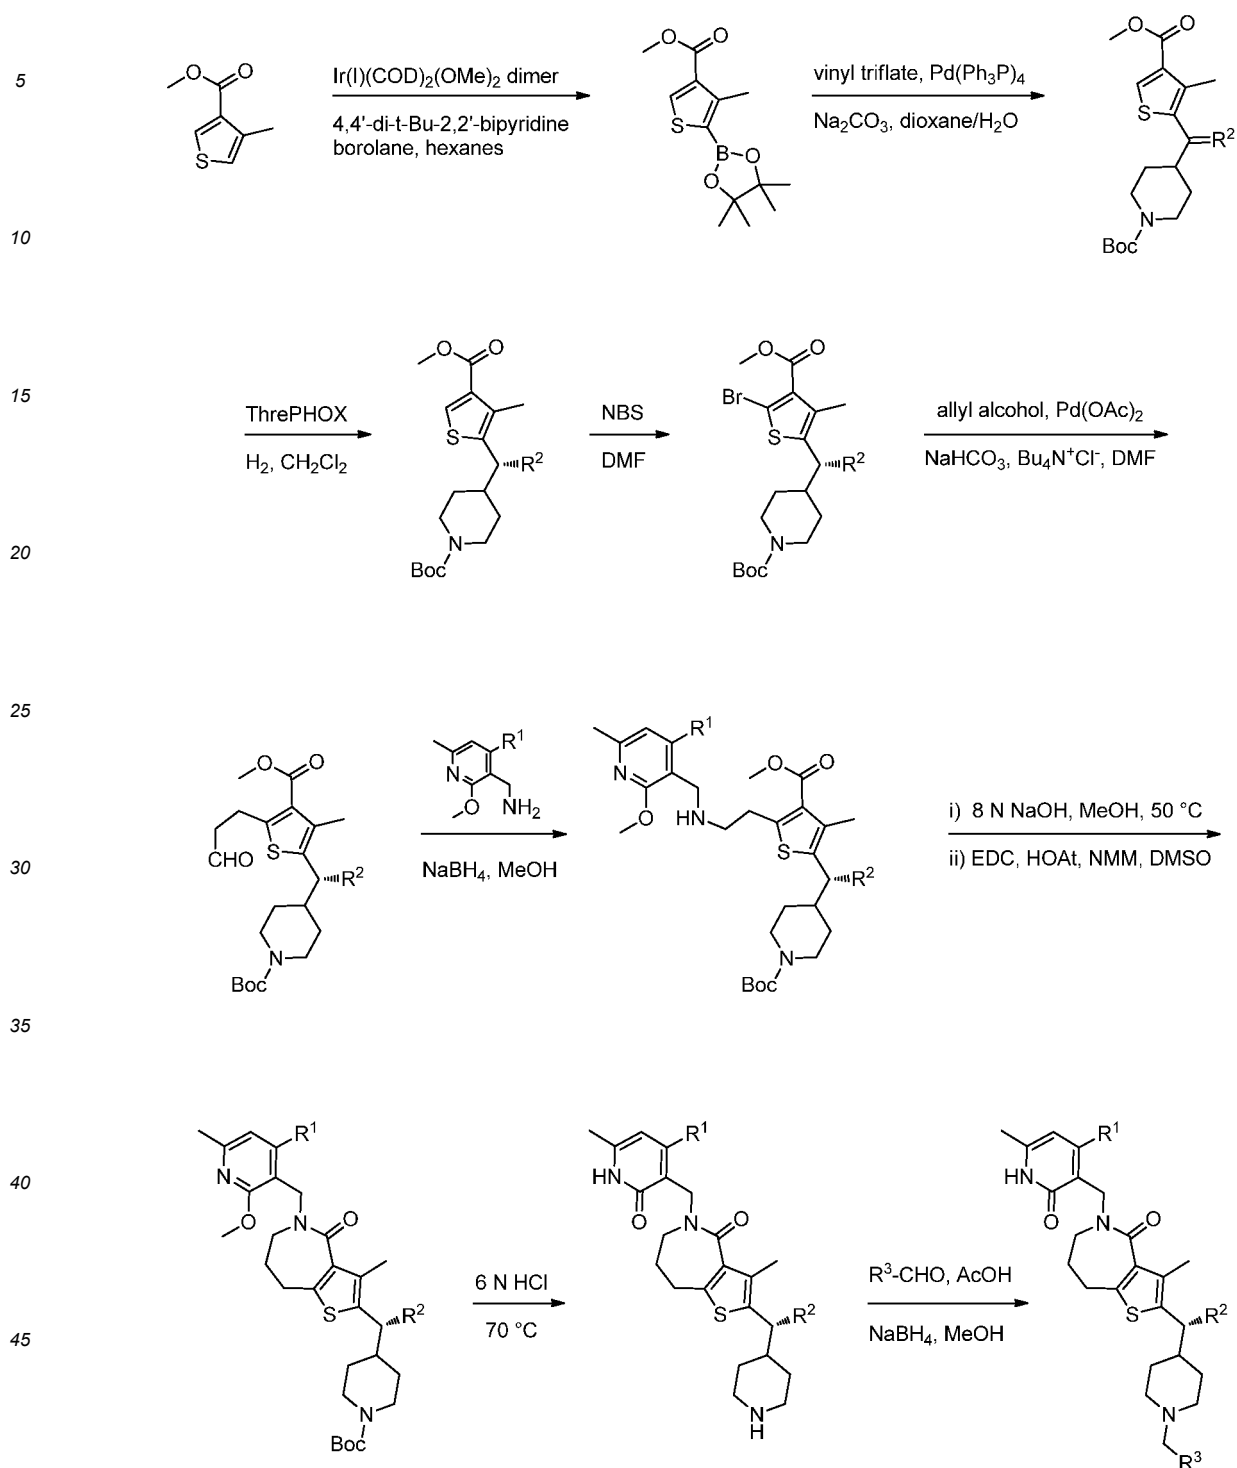 5
O
O
S
Ir(I)(COD)2(OMe)2 dimer
4,4'-di-t-Bu-2,2'-bipyridine
borolane, hexanes
O
O
S
B
O
O
vinyl triflate, Pd(Ph3P)4
Na2CO3, dioxane/H2O
O
O
S
R2
N
Boc
10
15
ThrePHOX
H2, CH2Cl2
O
O
S
R2
N
Boc
NBS
DMF
O
O
Br
S
R2
N
Boc
allyl alcohol, Pd(OAc)2
NaHCO3, Bu4N+Cl-, DMF
20
25
O
O
S
CHO
R2
N
Boc
R1
N
O
NH2
NaBH4, MeOH
R1
N
O
HN
O
O
S
R2
N
Boc
i) 8 N NaOH, MeOH, 50 °C
ii) EDC, HOAt, NMM, DMSO
30
35
40
R1
N
O
N
O
S
R2
N
Boc
6 N HCl
70 °C
R1
HN
O
N
O
S
R2
N
H
R3-CHO, AcOH
NaBH4, MeOH
R1
HN
O
N
O
S
R2
N
R3
45